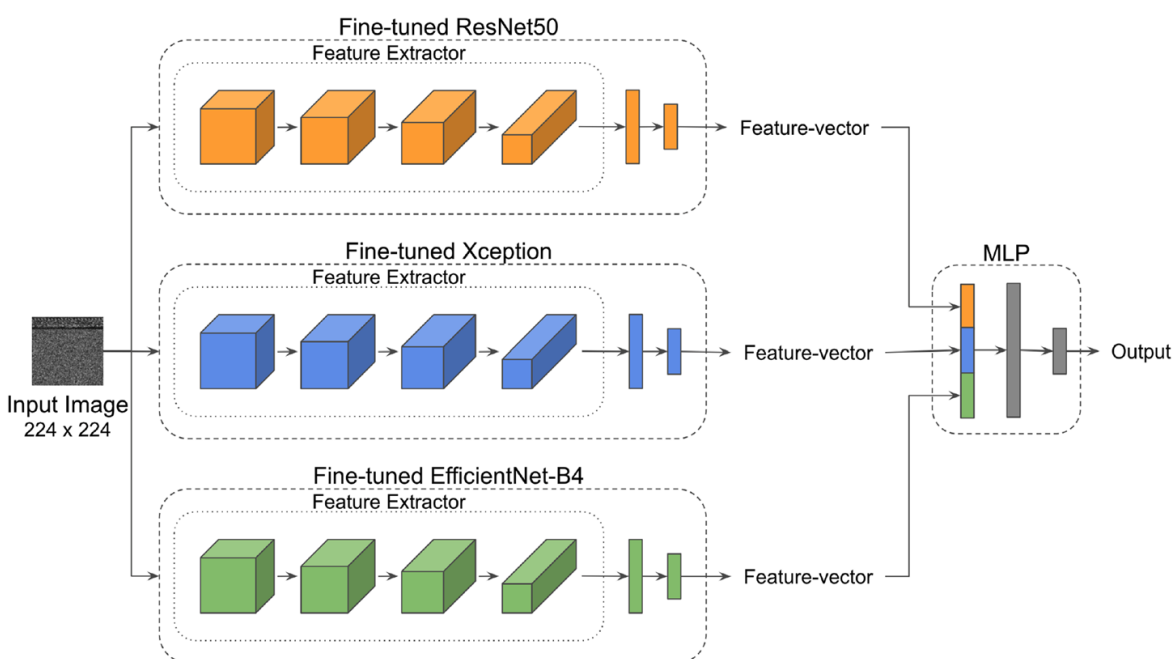 Fine-tuned ResNet50
Feature Extractor
Feature-vector
Fine-tuned Xception
Feature Extractor
Feature-vector
Input Image
224 x 224
MLP
Output
Fine-tuned EfficientNet-B4
Feature Extractor
Feature-vector